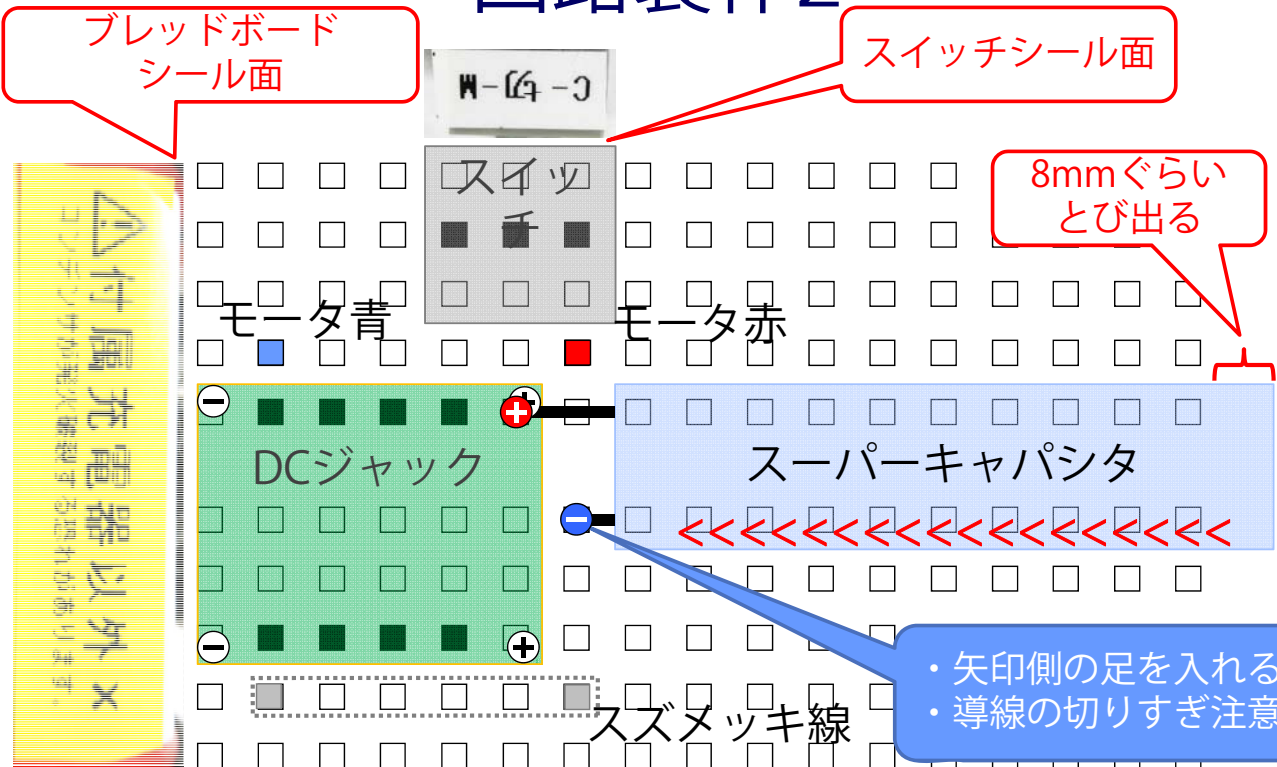 回路製作2
ブレッドボード
シール面
スイッチシール面
スイッ
チ
8mmぐらい
とび出る
モータ青
モータ赤
DCジャック
スーパーキャパシタ
<<<<<<<<<<<<<<<<<<
付属充電器以外×
・矢印側の足を入れる
・導線の切りすぎ注意
スズメッキ線